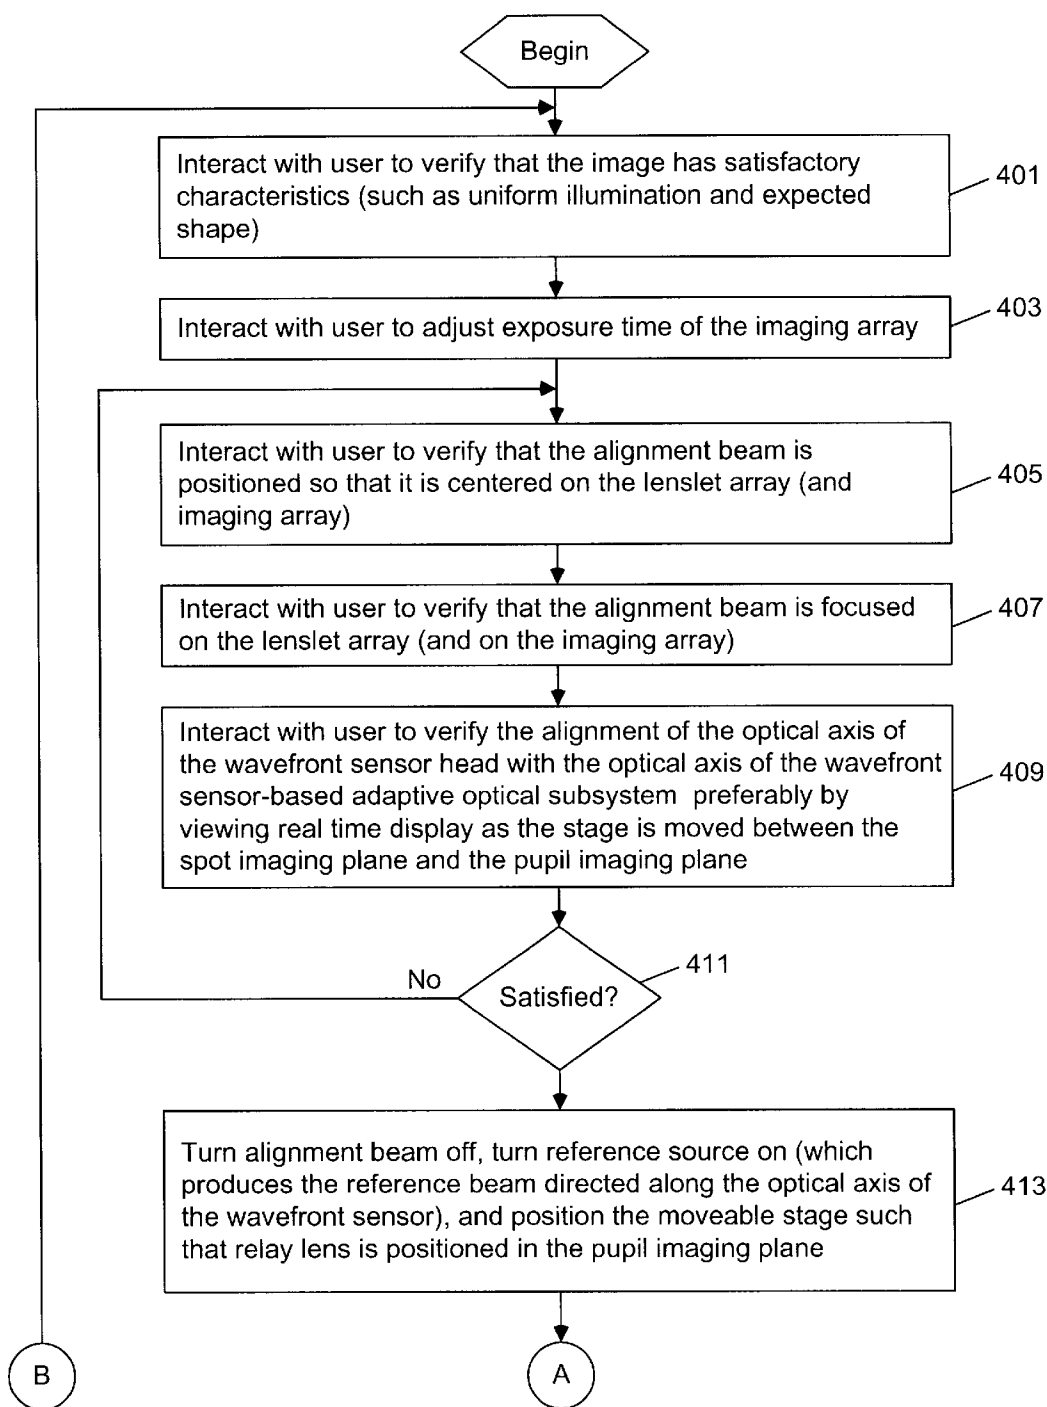 Begin
Interact with user to verify that the image has satisfactory
characteristics (such as uniform illumination and expected
shape)
401
Interact with user to adjust exposure time of the imaging array
403
Interact with user to verify that the alignment beam is
positioned so that it is centered on the lenslet array (and
imaging array)
405
Interact with user to verify that the alignment beam is focused
on the lenslet array (and on the imaging array)
407
Interact with user to verify the alignment of the optical axis of
the wavefront sensor head with the optical axis of the wavefront
sensor-based adaptive optical subsystem preferably by
viewing real time display as the stage is moved between the
spot imaging plane and the pupil imaging plane
409
No
Satisfied?
411
Turn alignment beam off, turn reference source on (which
produces the reference beam directed along the optical axis of
the wavefront sensor), and position the moveable stage such
that relay lens is positioned in the pupil imaging plane
413
B
A